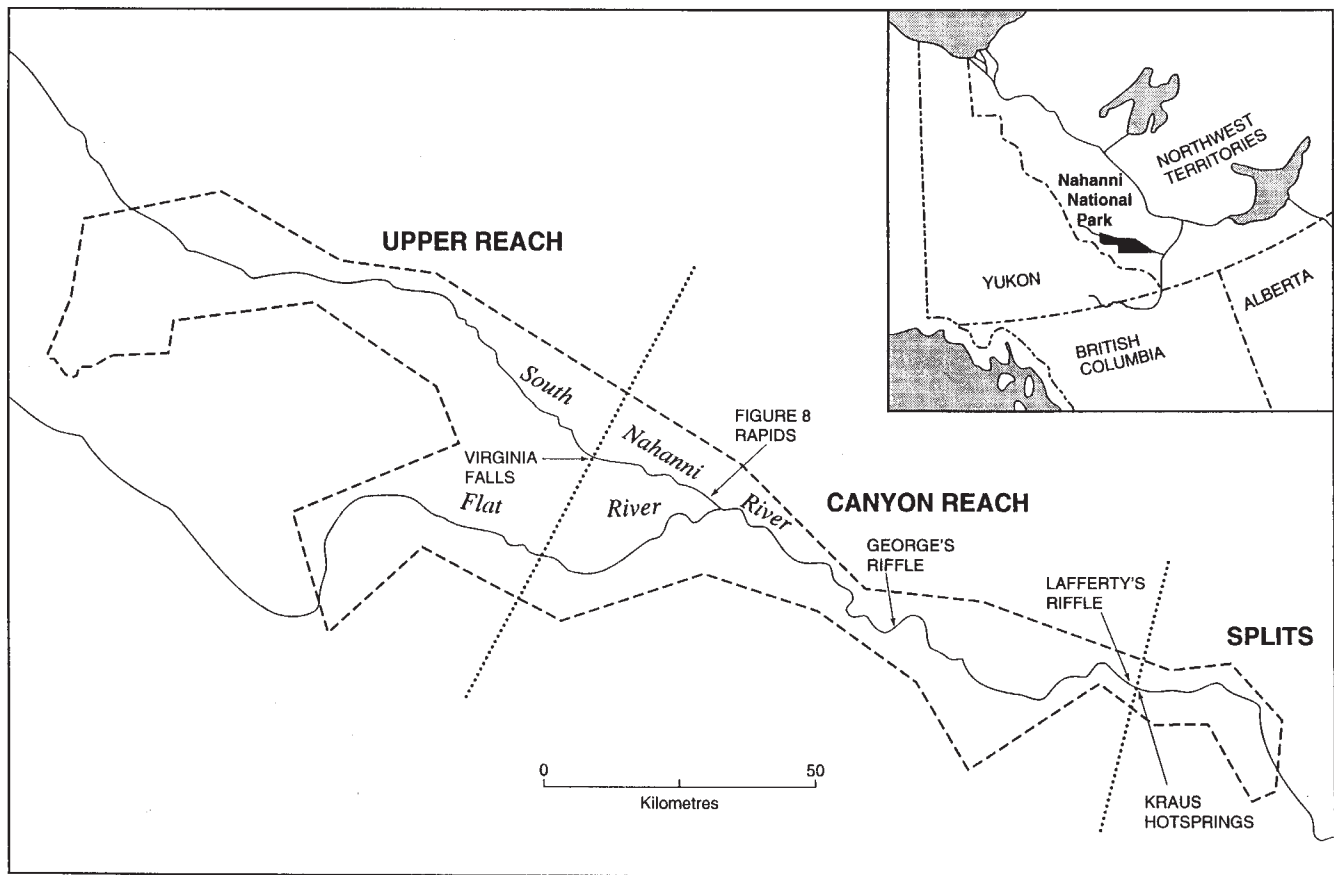 UPPER REACH
South
Nahanni
River
FIGURE 8
RAPIDS
VIRGINIA
FALLS
Flat
River
CANYON REACH
GEORGE'S
RIFFLE
LAFFERTY'S
RIFFLE
SPLITS
KRAUS
HOTSPRINGS
0
50
Kilometres
NORTHWEST
TERRITORIES
Nahanni
National
Park
YUKON
ALBERTA
BRITISH
COLUMBIA